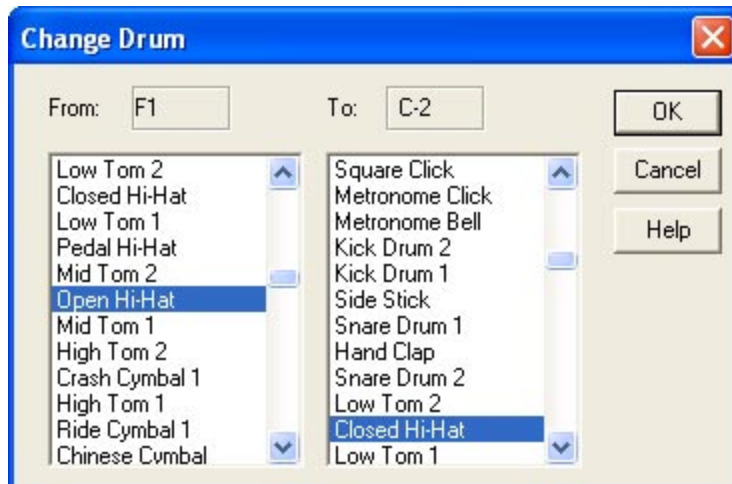 Change Drum
From: F1 To: C-2
OK
Cancel
Help
Low Tom 2
Closed Hi-Hat
Low Tom 1
Pedal Hi-Hat
Mid Tom 2
Open Hi-Hat
Mid Tom 1
High Tom 2
Crash Cymbal 1
High Tom 1
Ride Cymbal 1
Chinese Cymbal
Square Click
Metronome Click
Metronome Bell
Kick Drum 2
Kick Drum 1
Side Stick
Snare Drum 1
Hand Clap
Snare Drum 2
Low Tom 2
Closed Hi-Hat
Low Tom 1